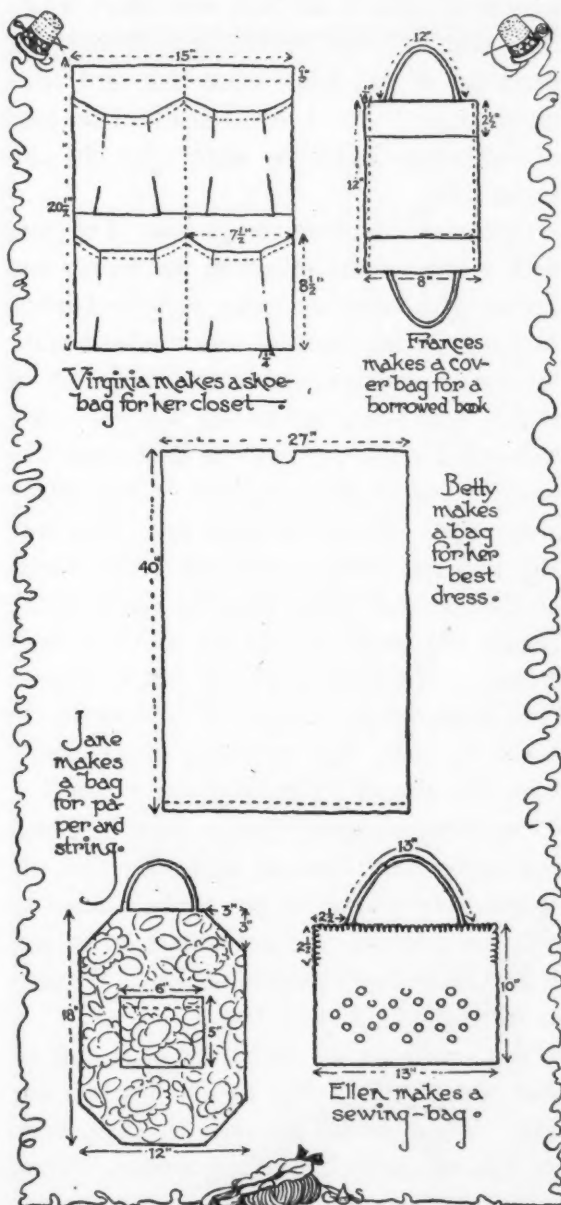 15"
20½"
7½"
8½"
Virginia makes a shoe-
bag for her closet
12"
1"
2½"
12"
8"
Frances
makes a cov-
er bag for a
borrowed book
27"
40"
Betty
makes
a bag
for her
best
dress.
Jane
makes
a bag
for pa-
per and
string.
3"
3"
18"
6"
5"
12"
13"
2½"
2½"
10"
13"
Ellen makes a
sewing-bag.